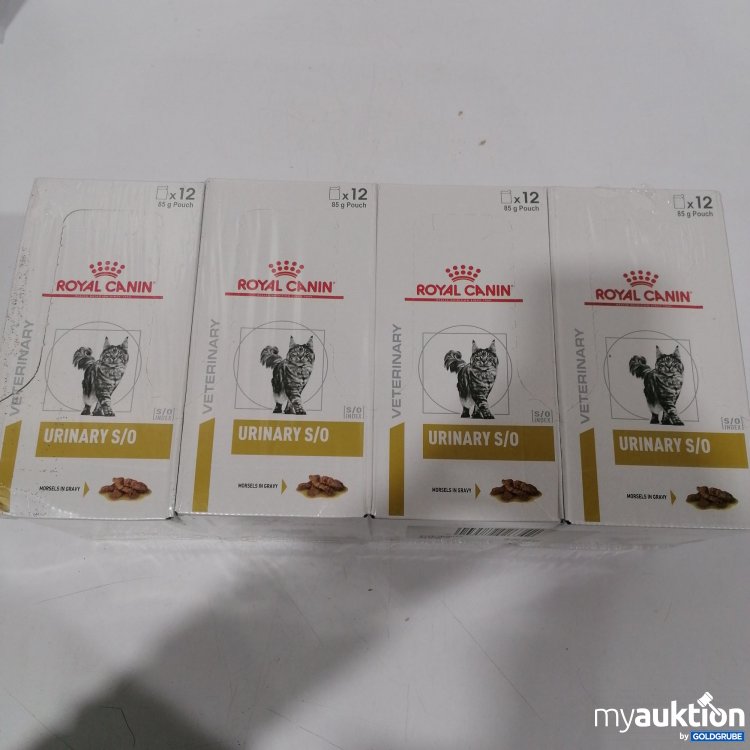 x 12
85 g Pouch
ROYAL CANIN
VETERINARY
S/O
INDEX
URINARY S/O
MORSELS IN GRAVY
x 12
85 g Pouch
ROYAL CANIN
VETERINARY
S/O
INDEX
URINARY S/O
MORSELS IN GRAVY
x 12
85 g Pouch
ROYAL CANIN
VETERINARY
S/O
INDEX
URINARY S/O
MORSELS IN GRAVY
x 12
85 g Pouch
ROYAL CANIN
VETERINARY
S/O
INDEX
URINARY S/O
MORSELS IN GRAVY
myauktion
by GOLDGRUBE